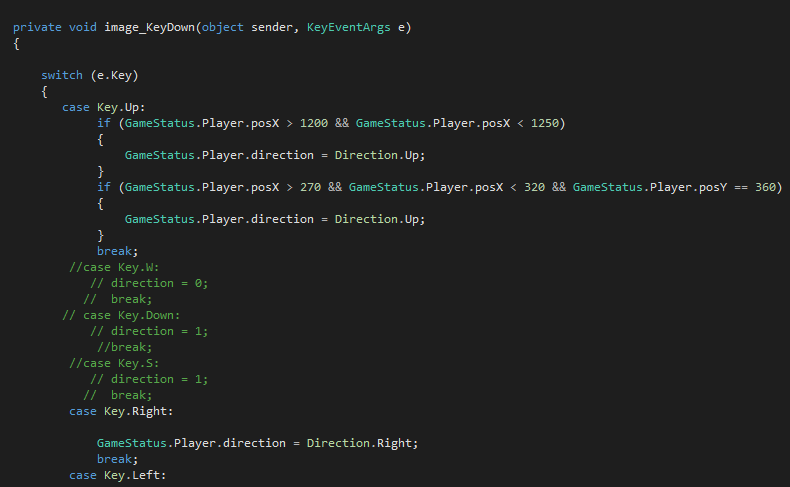 private void image_KeyDown(object sender, KeyEventArgs e)
{
switch (e.Key)
{
case Key.Up:
if (GameStatus.Player.posX > 1200 && GameStatus.Player.posX < 1250)
{
GameStatus.Player.direction = Direction.Up;
}
if (GameStatus.Player.posX > 270 && GameStatus.Player.posX < 320 && GameStatus.Player.posY == 360)
{
GameStatus.Player.direction = Direction.Up;
}
break;
//case Key.W:
// direction = 0;
//  break;
// case Key.Down:
// direction = 1;
//break;
//case Key.S:
// direction = 1;
//  break;
case Key.Right:
GameStatus.Player.direction = Direction.Right;
break;
case Key.Left: